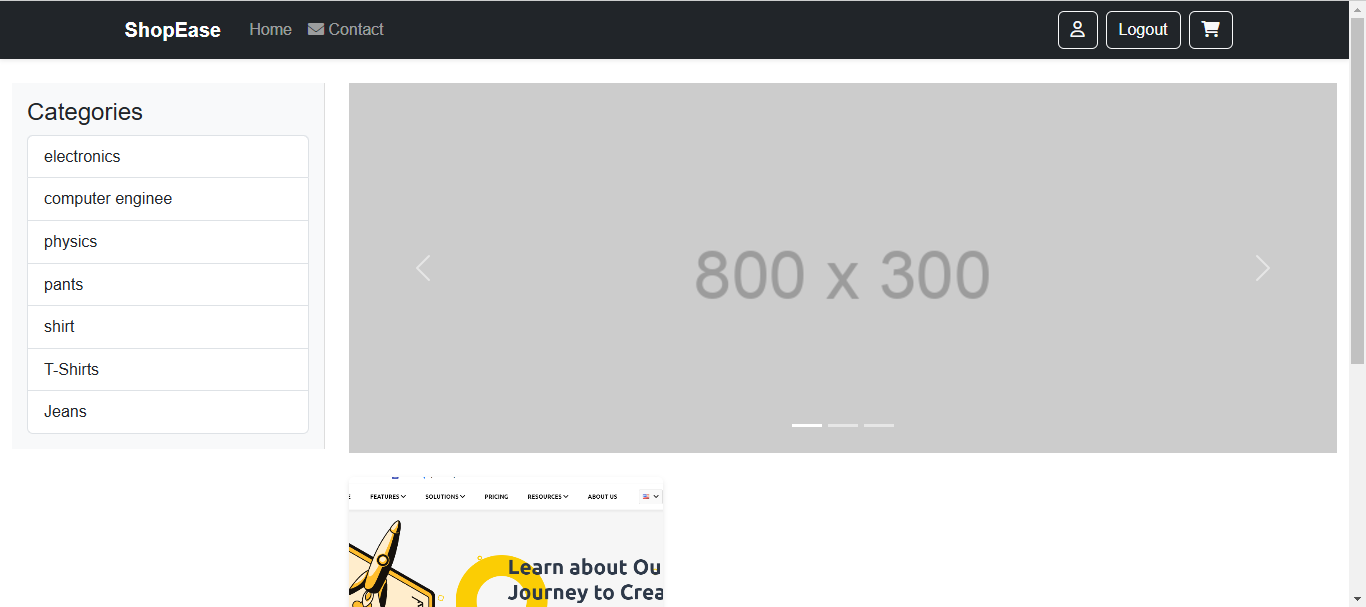 ShopEase Home Contact Logout
Categories
electronics
computer enginee
physics
pants
shirt
T-Shirts
Jeans
800 x 300
FEATURES SOLUTIONS PRICING RESOURCES ABOUT US
Learn about Ou
Journey to Crea